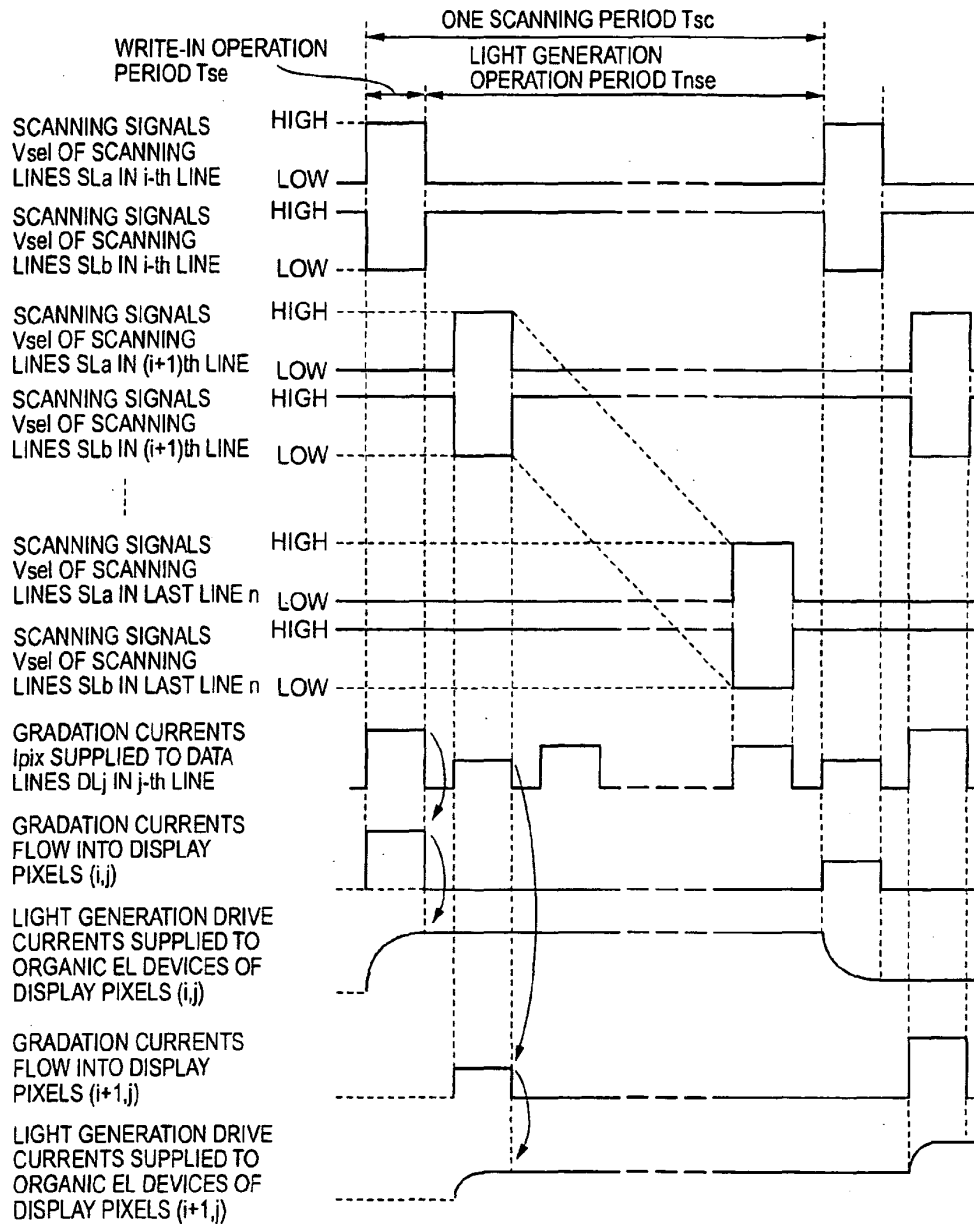 ONE SCANNING PERIOD Tsc
WRITE-IN OPERATION
PERIOD Tse
LIGHT GENERATION
OPERATION PERIOD Tnse
SCANNING SIGNALS
Vsel OF SCANNING
LINES SLa IN i-th LINE
HIGH
LOW
SCANNING SIGNALS
Vsel OF SCANNING
LINES SLb IN i-th LINE
HIGH
LOW
SCANNING SIGNALS
Vsel OF SCANNING
LINES SLa IN (i+1)th LINE
HIGH
LOW
SCANNING SIGNALS
Vsel OF SCANNING
LINES SLb IN (i+1)th LINE
HIGH
LOW
SCANNING SIGNALS
Vsel OF SCANNING
LINES SLa IN LAST LINE n
HIGH
LOW
SCANNING SIGNALS
Vsel OF SCANNING
LINES SLb IN LAST LINE n
HIGH
LOW
GRADATION CURRENTS
Ipix SUPPLIED TO DATA
LINES DLj IN j-th LINE
GRADATION CURRENTS
FLOW INTO DISPLAY
PIXELS (i,j)
LIGHT GENERATION DRIVE
CURRENTS SUPPLIED TO
ORGANIC EL DEVICES OF
DISPLAY PIXELS (i,j)
GRADATION CURRENTS
FLOW INTO DISPLAY
PIXELS (i+1,j)
LIGHT GENERATION DRIVE
CURRENTS SUPPLIED TO
ORGANIC EL DEVICES OF
DISPLAY PIXELS (i+1,j)